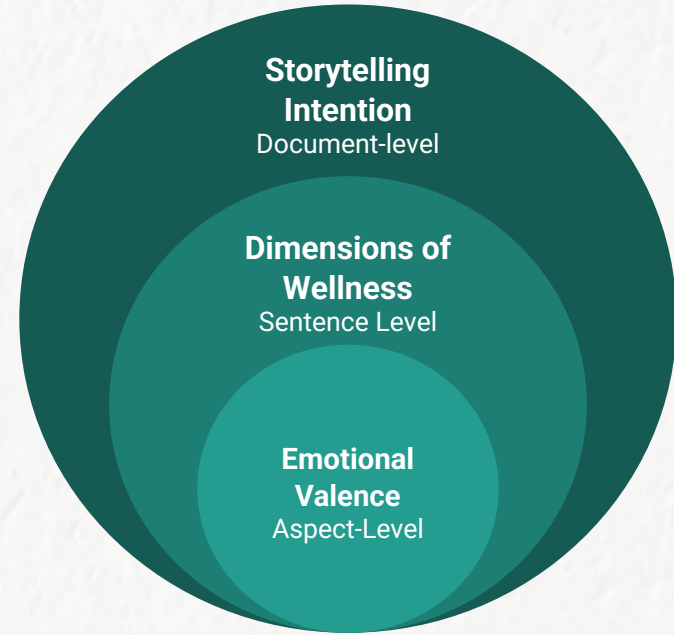 Storytelling
Intention
Document-level
Dimensions of
Wellness
Sentence Level
Emotional
Valence
Aspect-Level